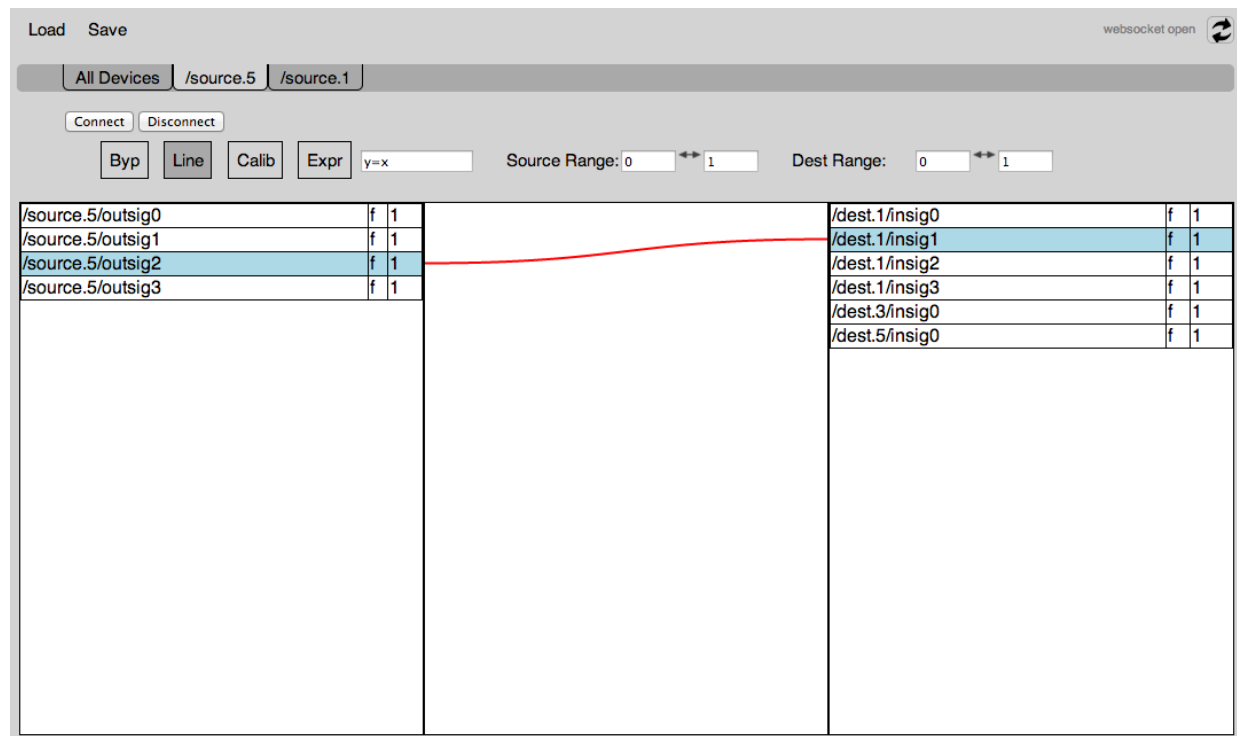 Load Save websocket open
All Devices /source.5 /source.1
Connect Disconnect
Byp Line Calib Expr y=x Source Range: 0 1 Dest Range: 0 1
/source.5/outsig0 f 1 /dest.1/insig0 f 1
/source.5/outsig1 f 1 /dest.1/insig1 f 1
/source.5/outsig2 f 1 /dest.1/insig2 f 1
/source.5/outsig3 f 1 /dest.1/insig3 f 1
/dest.3/insig0 f 1
/dest.5/insig0 f 1